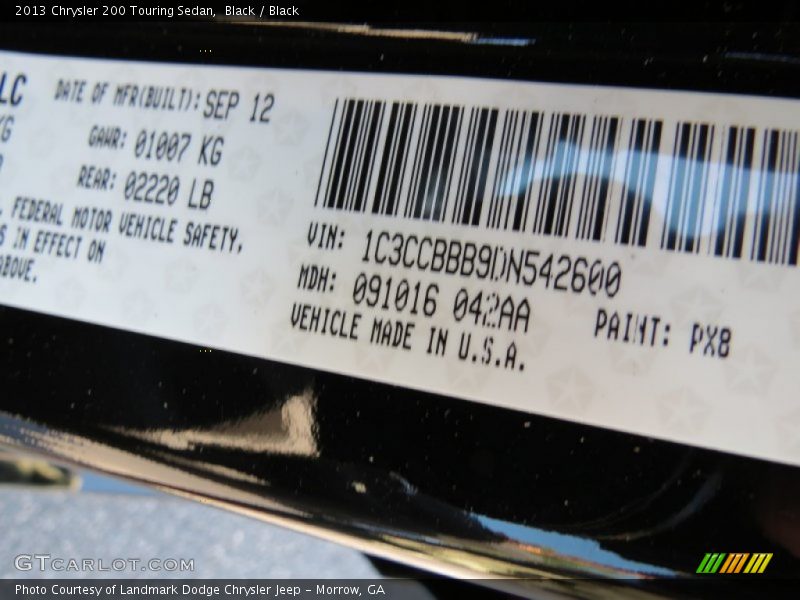 2013 Chrysler 200 Touring Sedan, Black / Black
LC
DATE OF MFR(BUILT): SEP 12
KG
GAWR: 01007 KG
REAR: 02220 LB
FEDERAL MOTOR VEHICLE SAFETY,
S IN EFFECT ON
ABOVE.
VIN: 1C3CCBBB9DN542600
MDH: 091016 042AA
PAINT: PX8
VEHICLE MADE IN U.S.A.
GTCARLOT.COM
Photo Courtesy of Landmark Dodge Chrysler Jeep - Morrow, GA